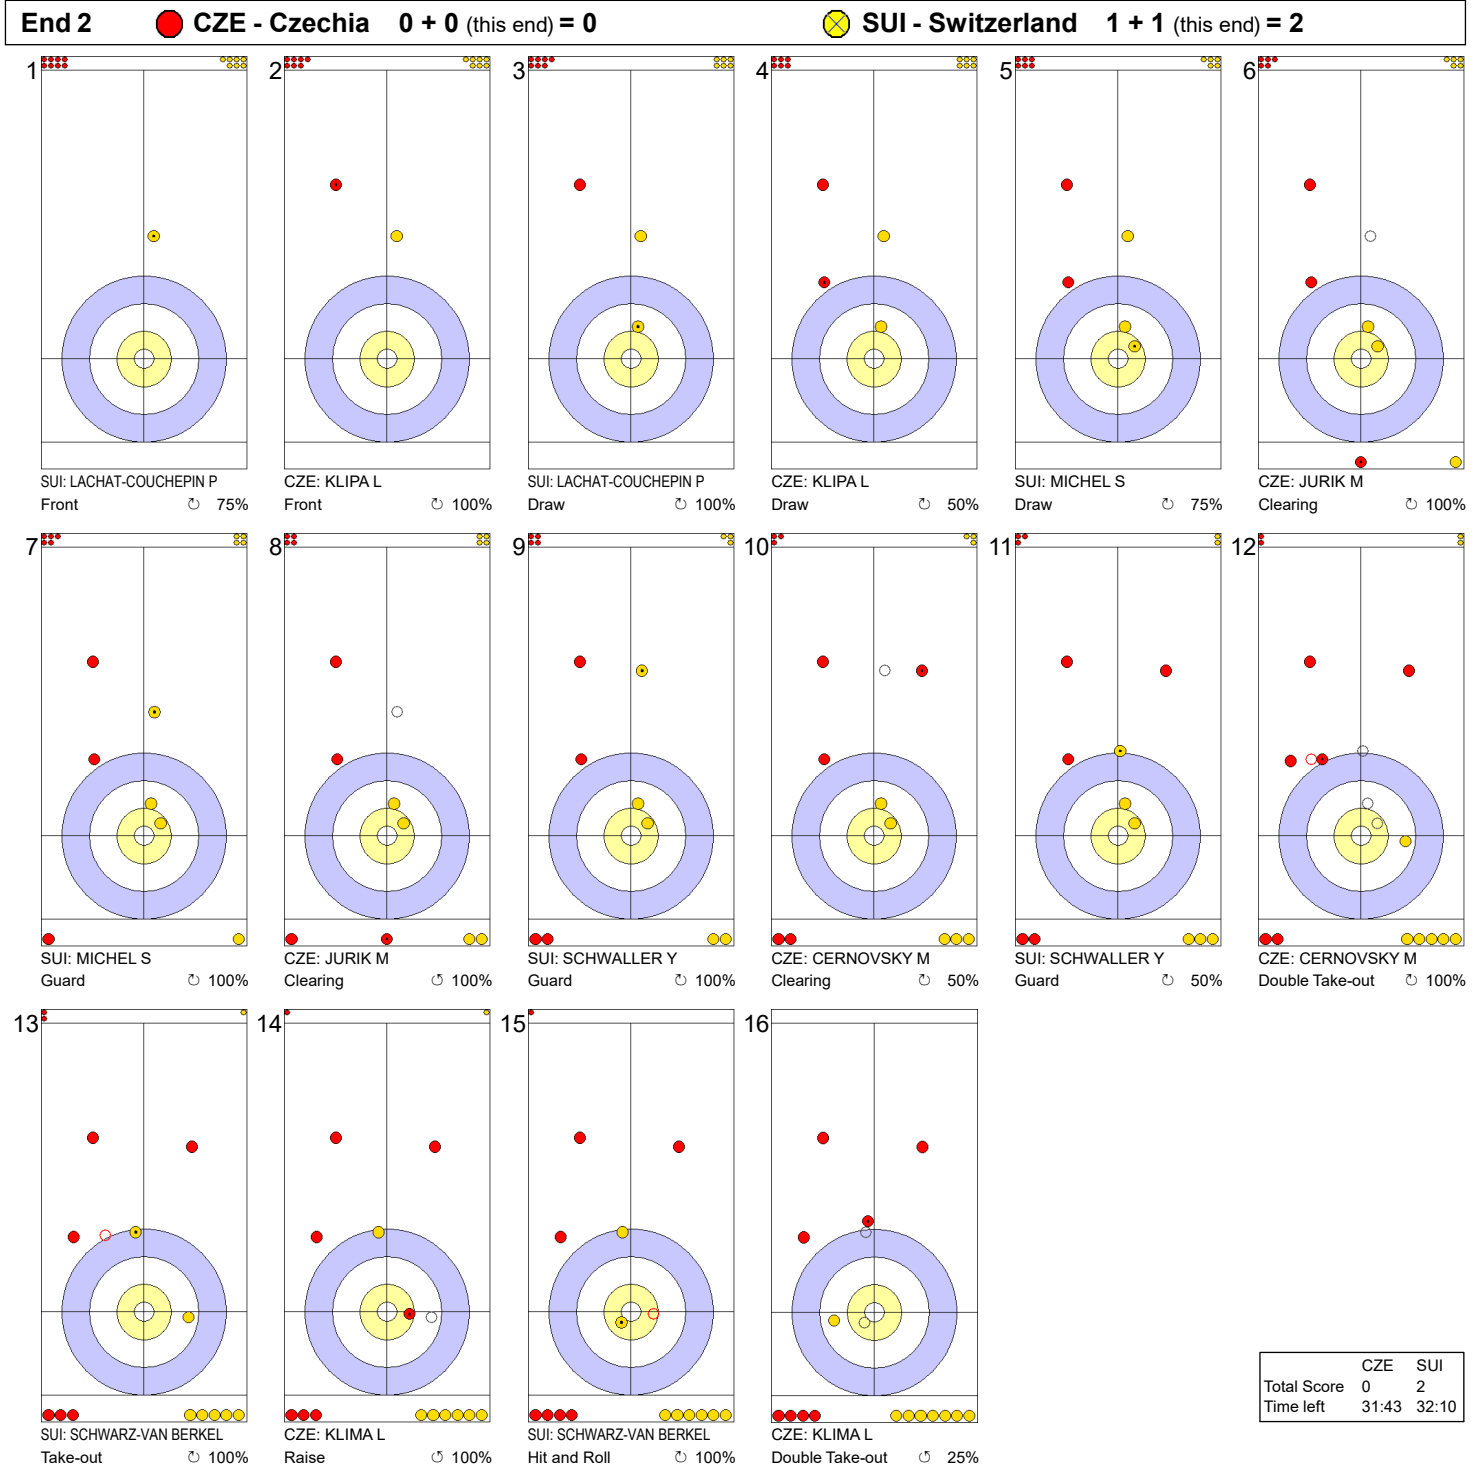 End 2 CZE - Czechia 0 + 0 (this end) = 0 SUI - Switzerland 1 + 1 (this end) = 2
1 2 3 4 5 6
SUI: LACHAT-COUCHEPIN P CZE: KLIPA L SUI: LACHAT-COUCHEPIN P CZE: KLIPA L SUI: MICHEL S CZE: JURIK M
Front ↻ 75% Front ↻ 100% Draw ↻ 100% Draw ↻ 50% Draw ↻ 75% Clearing ↻ 100%
7 8 9 10 11 12
SUI: MICHEL S CZE: JURIK M SUI: SCHWALLER Y CZE: CERNOVSKY M SUI: SCHWALLER Y CZE: CERNOVSKY M
Guard ↻ 100% Clearing ↺ 100% Guard ↻ 100% Clearing ↺ 50% Guard ↻ 50% Double Take-out ↻ 100%
13 14 15 16
CZE SUI
Total Score 0 2
Time left 31:43 32:10
SUI: SCHWARZ-VAN BERKEL CZE: KLIMA L SUI: SCHWARZ-VAN BERKEL CZE: KLIMA L
Take-out ↻ 100% Raise ↻ 100% Hit and Roll ↻ 100% Double Take-out ↺ 25%